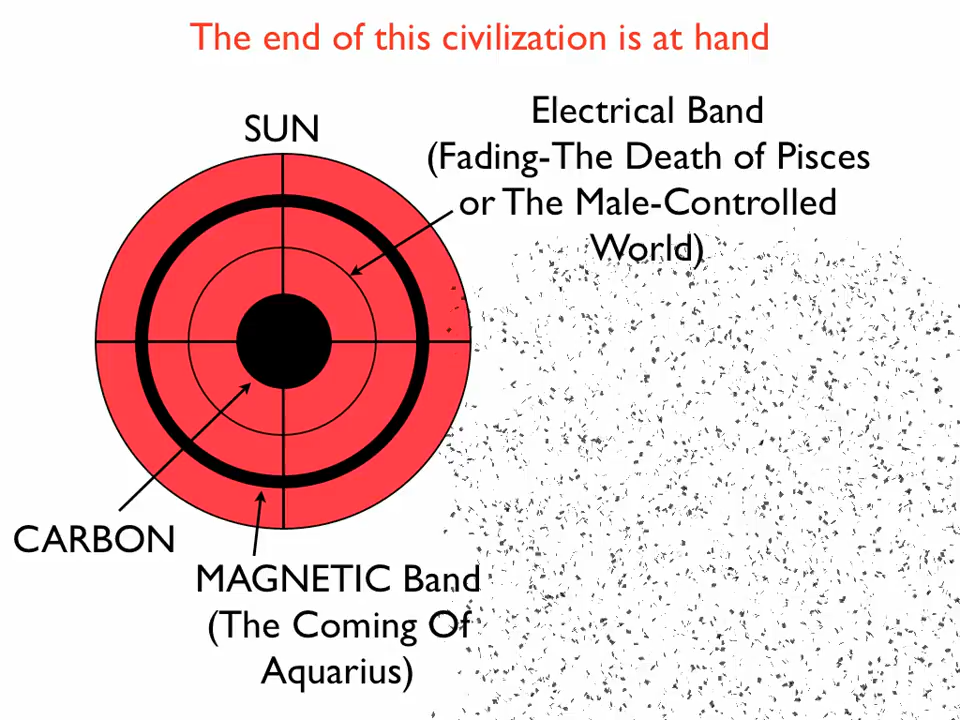 The end of this civilization is at hand
SUN
Electrical Band
(Fading-The Death of Pisces
or The Male-Controlled
World)
CARBON
MAGNETIC Band
(The Coming Of
Aquarius)